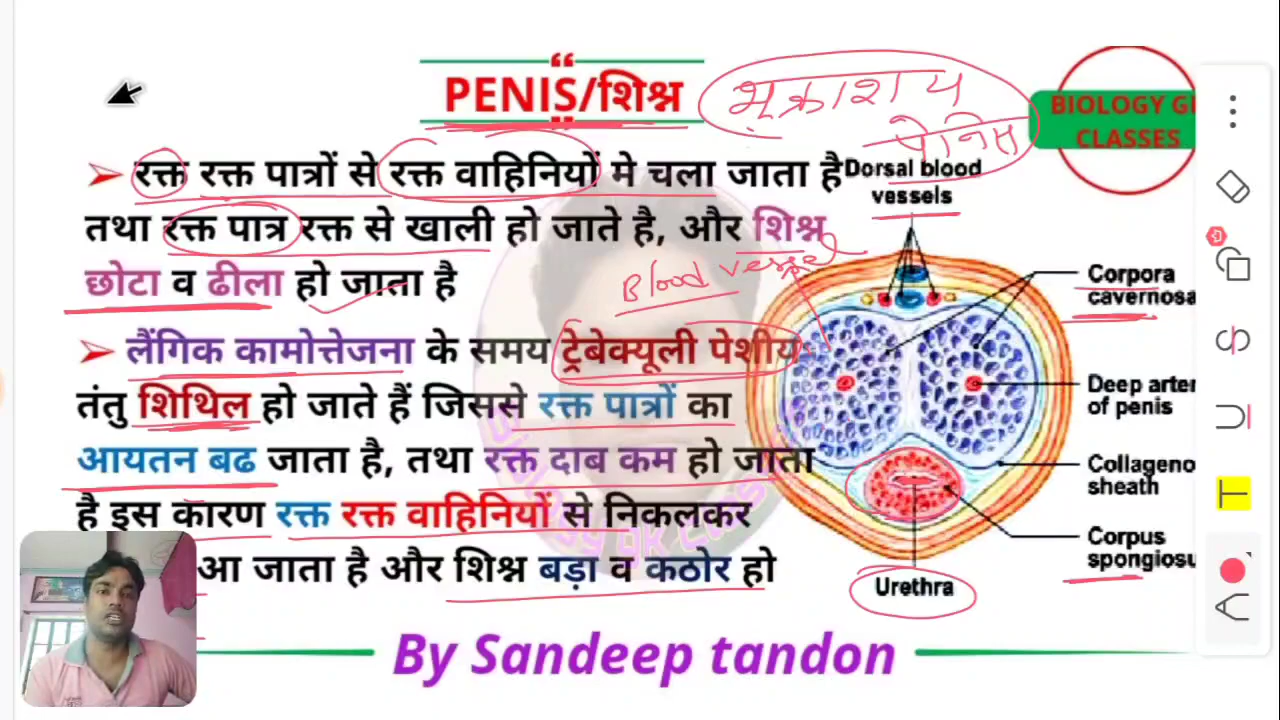 PENIS/शिश्न
BIOLOGY
CLASSES
➢ रक्त रक्त पात्रों से रक्त वाहिनियों मे चला जाता है
तथा रक्त पात्र रक्त से खाली हो जाते है, और शिश्न
छोटा व ढीला हो जाता है
Blood vessel
➢ लैंगिक कामोत्तेजना के समय ट्रेबेक्यूली पेशीय
तंतु शिथिल हो जाते हैं जिससे रक्त पात्रों का
आयतन बढ जाता है, तथा रक्त दाब कम हो जाता
है इस कारण रक्त रक्त वाहिनियों से निकलकर
आ जाता है और शिश्न बड़ा व कठोर हो
Dorsal blood
vessels
Corpora
cavernosa
Deep arter
of penis
Collageno
sheath
Corpus
spongiosu
Urethra
By Sandeep tandon